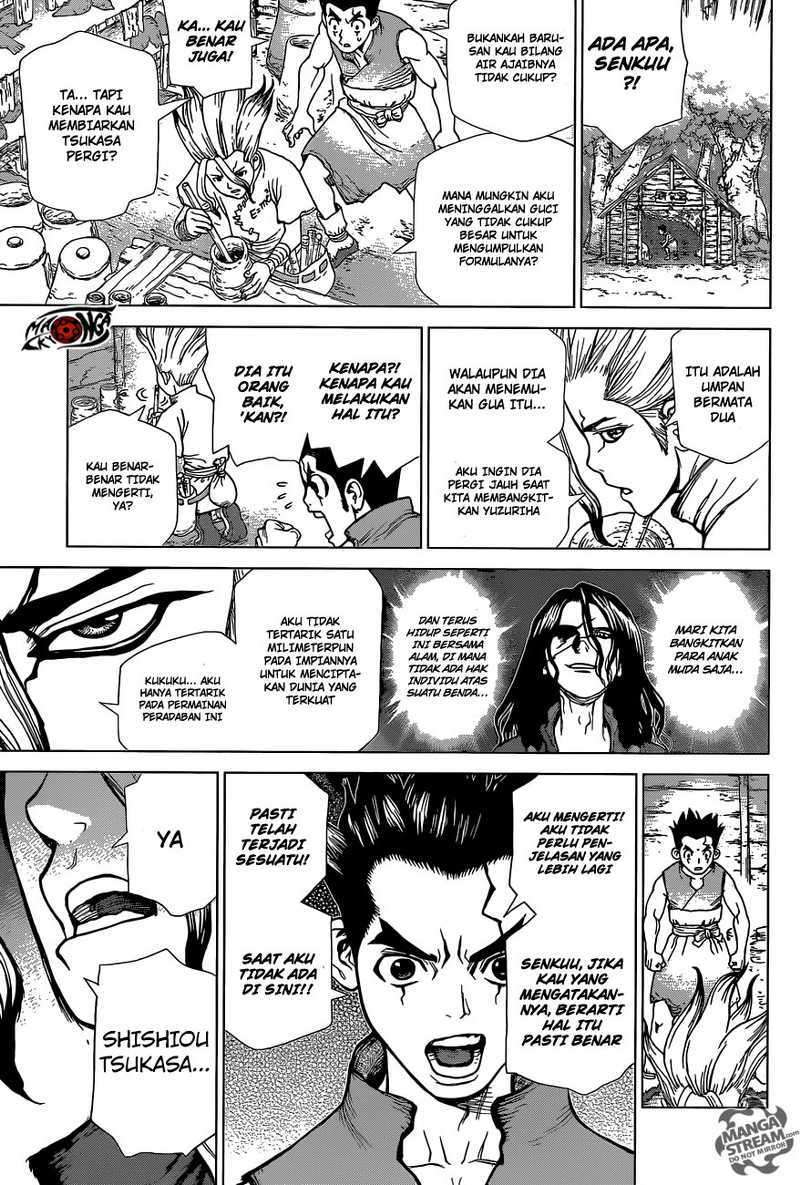 ADA APA,
SENKUU
?!
BUKANKAH BARU-
SAN KAU BILANG
AIR AJAIBNYA
TIDAK CUKUP?
MANA MUNGKIN AKU
MENINGGALKAN GUCI
YANG TIDAK CUKUP
BESAR UNTUK
MENGUMPULKAN
FORMULANYA?
KA... KAU
BENAR
JUGA!
TA... TAPI
KENAPA KAU
MEMBIARKAN
TSUKASA
PERGI?
ITU ADALAH
UMPAN
BERMATA
DUA
WALAUPUN DIA
AKAN MENEMU-
KAN GUA ITU...
AKU INGIN DIA
PERGI JAUH SAAT
KITA MEMBANGKIT-
KAN YUZURIHA
KENAPA?!
KENAPA KAU
MELAKUKAN
HAL ITU?
DIA ITU
ORANG
BAIK,
'KAN?!
KAU BENAR-
BENAR TIDAK
MENGERTI,
YA?
MARI KITA
BANGKITKAN
PARA ANAK
MUDA SAJA...
DAN TERUS
HIDUP SEPERTI
INI BERSAMA
ALAM, DI MANA
TIDAK ADA HAK
INDIVIDU ATAS
SUATU BENDA...
AKU TIDAK
TERTARIK SATU
MILIMETERPUN
PADA IMPIANNYA
UNTUK MENCIPTA-
KAN DUNIA YANG
TERKUAT
KUKUKU... AKU
HANYA TERTARIK
PADA PERMAINAN
PERADABAN INI
AKU MENGERTI!
AKU TIDAK
PERLU PEN-
JELASAN YANG
LEBIH LAGI
SENKUU, JIKA
KAU YANG
MENGATAKAN-
NYA, BERARTI
HAL ITU
PASTI BENAR
PASTI
TELAH
TERJADI
SESUATU!
SAAT AKU
TIDAK ADA
DI SINI!!
YA
SHISHIOU
TSUKASA...
MANGA
STREAM.com
DO NOT MIRROR!